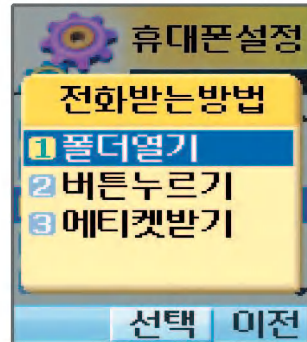 휴대폰설정
전화받는방법
1 폴더열기
2 버튼누르기
3 에티켓받기
선택 이전